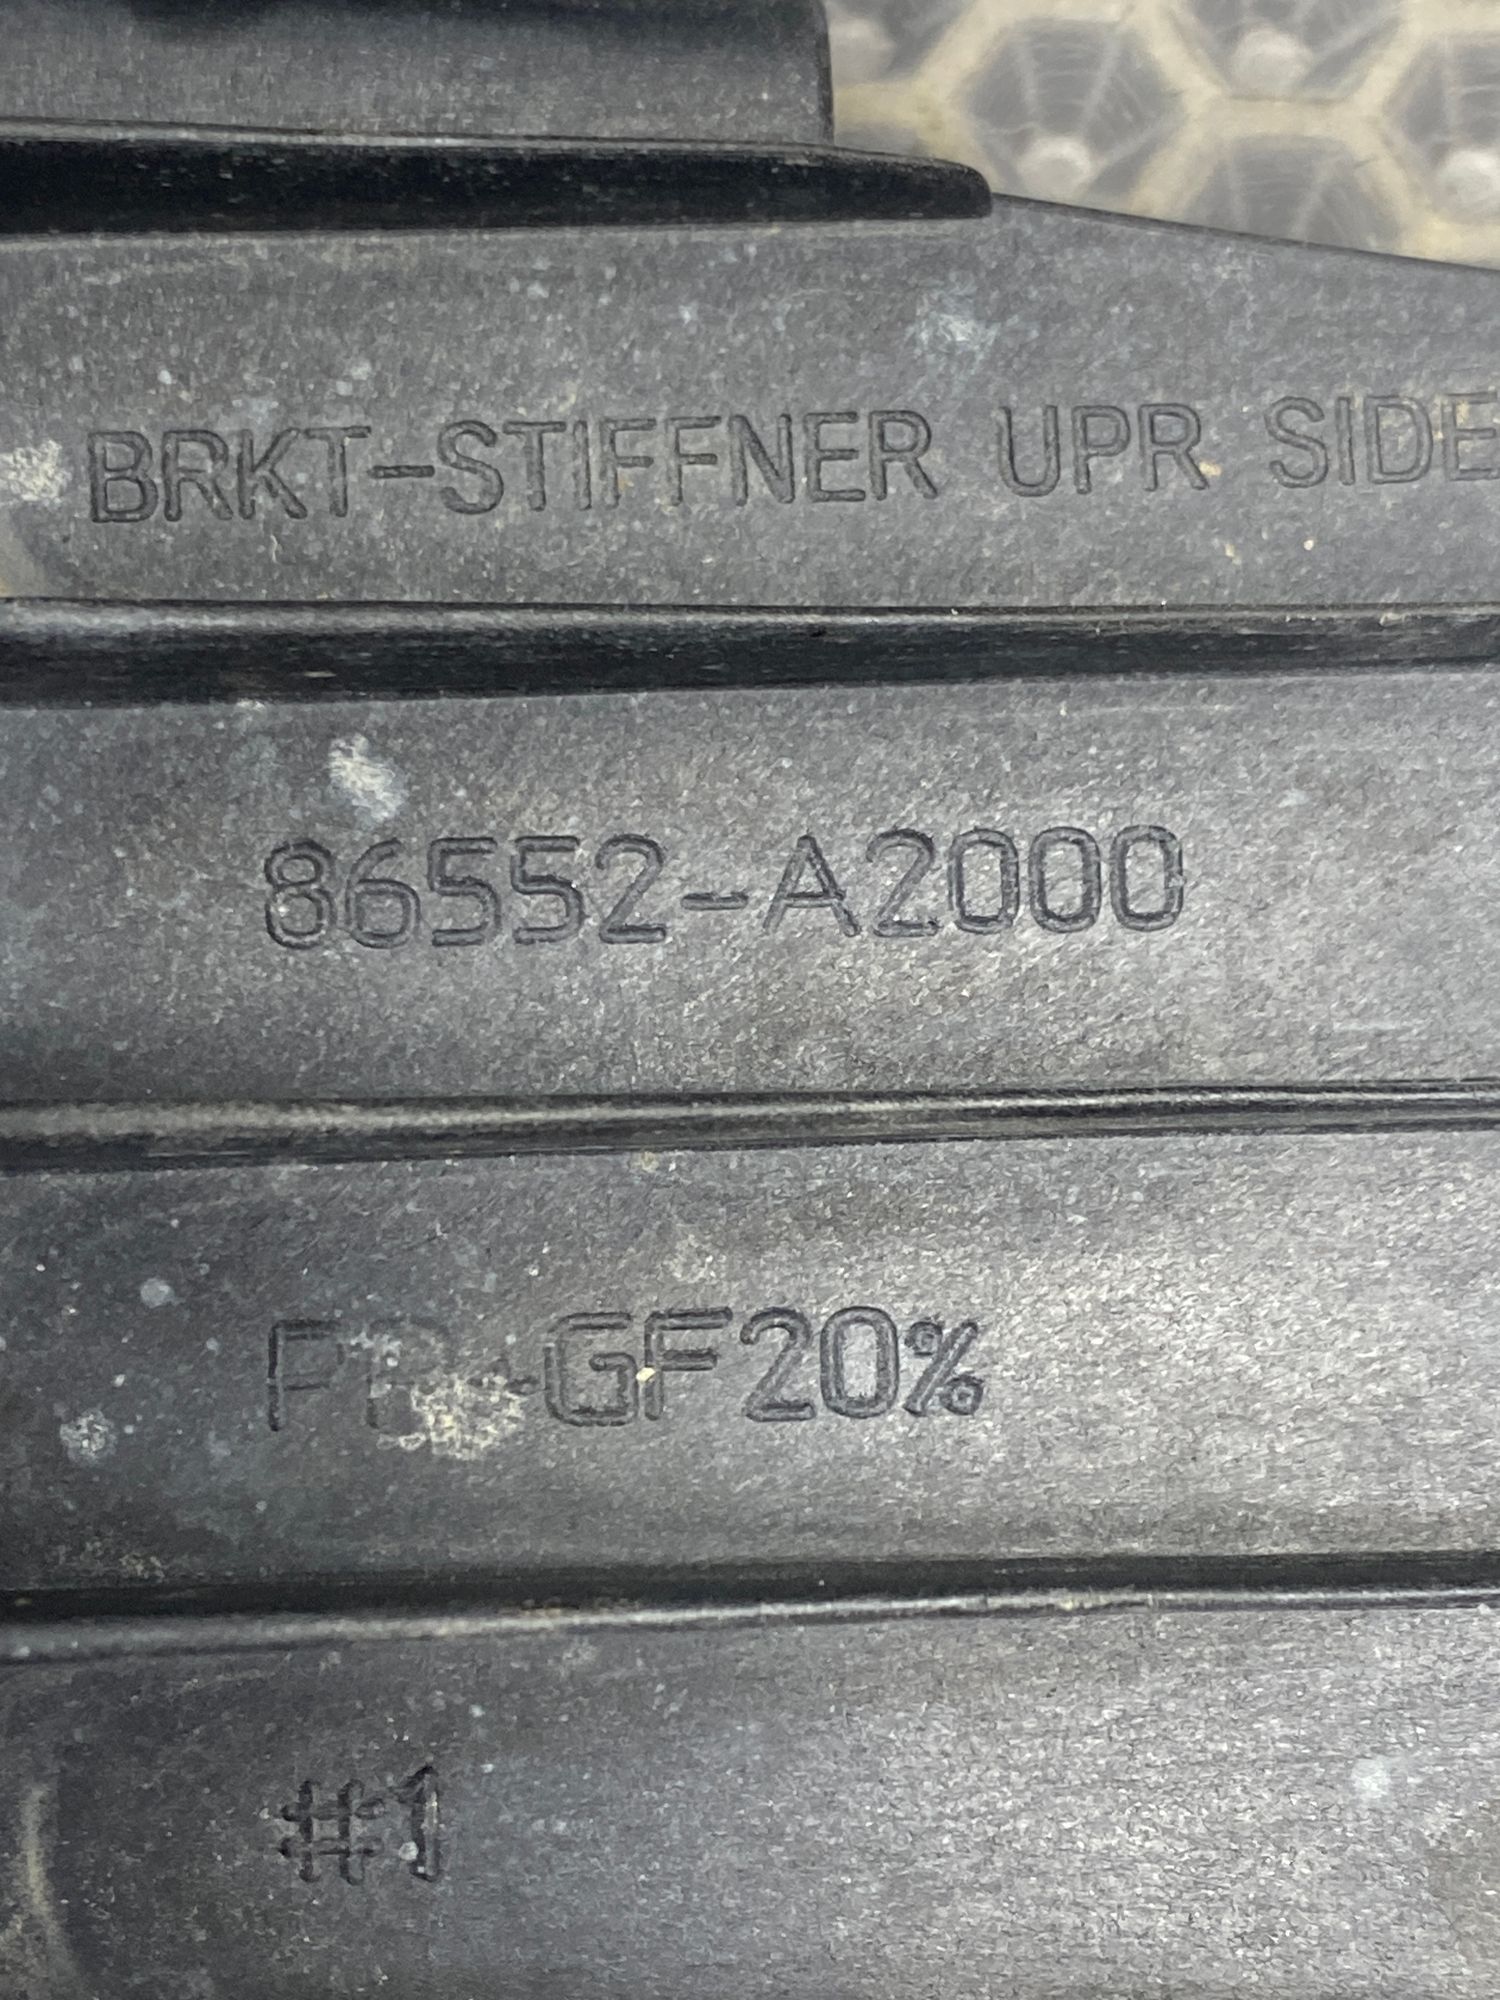 BRKT-STIFFNER UPR SIDE
86552-A2000
PP-GF20%
#1